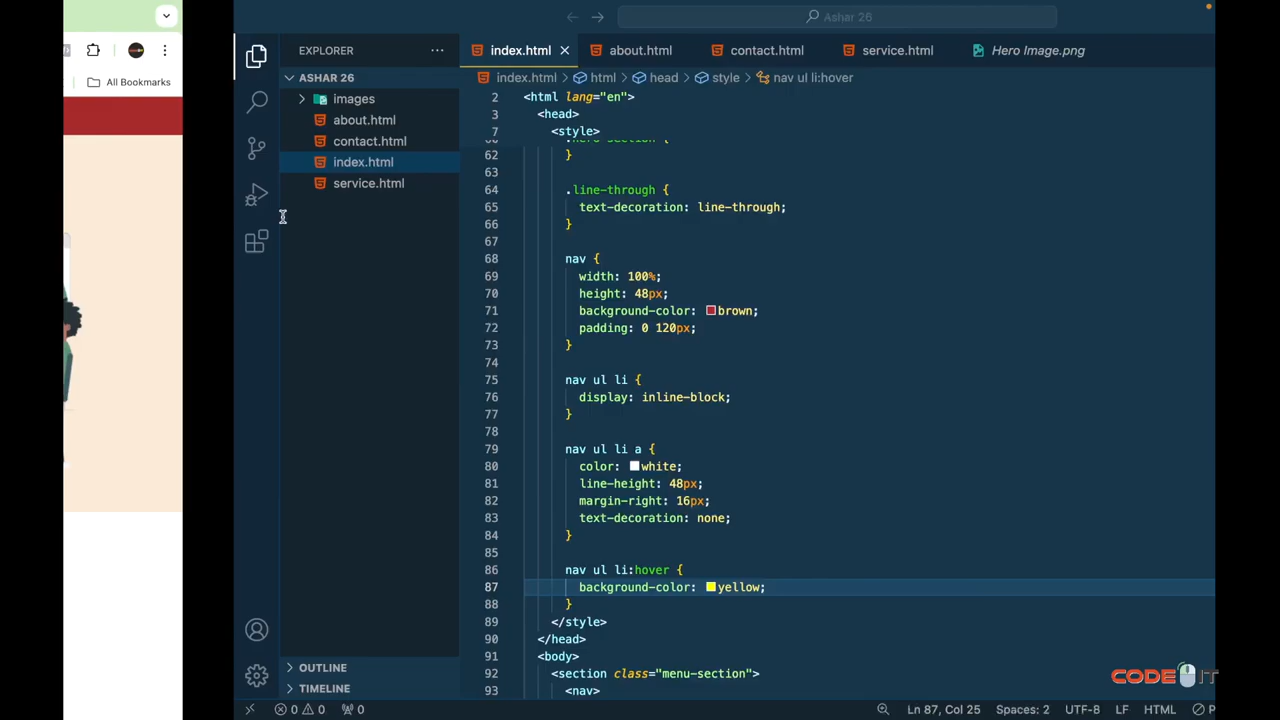 All Bookmarks
Ashar 26
EXPLORER
ASHAR 26
images
about.html
contact.html
index.html
service.html
OUTLINE
TIMELINE
index.html
about.html
contact.html
service.html
Hero Image.png
index.html > html > head > style > nav ul li:hover
2 <html lang="en">
3 <head>
7 <style>
62 }
63
64 .line-through {
65 text-decoration: line-through;
66 }
67
68 nav {
69 width: 100%;
70 height: 48px;
71 background-color: brown;
72 padding: 0 120px;
73 }
74
75 nav ul li {
76 display: inline-block;
77 }
78
79 nav ul li a {
80 color: white;
81 line-height: 48px;
82 margin-right: 16px;
83 text-decoration: none;
84 }
85
86 nav ul li:hover {
87 background-color: yellow;
88 }
89 </style>
90 </head>
91 <body>
92 <section class="menu-section">
93 <nav>
CODE IT
0 0 0 Ln 87, Col 25 Spaces: 2 UTF-8 LF HTML P